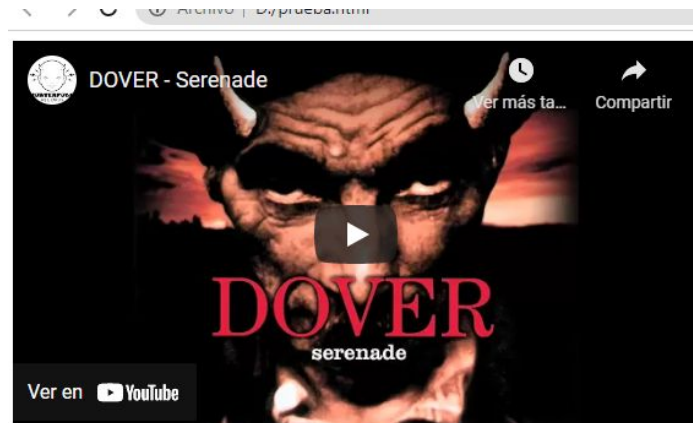 Archivo | D:/prueba.html
DOVER - Serenade
Ver más ta...
Compartir
DOVER
serenade
Ver en YouTube